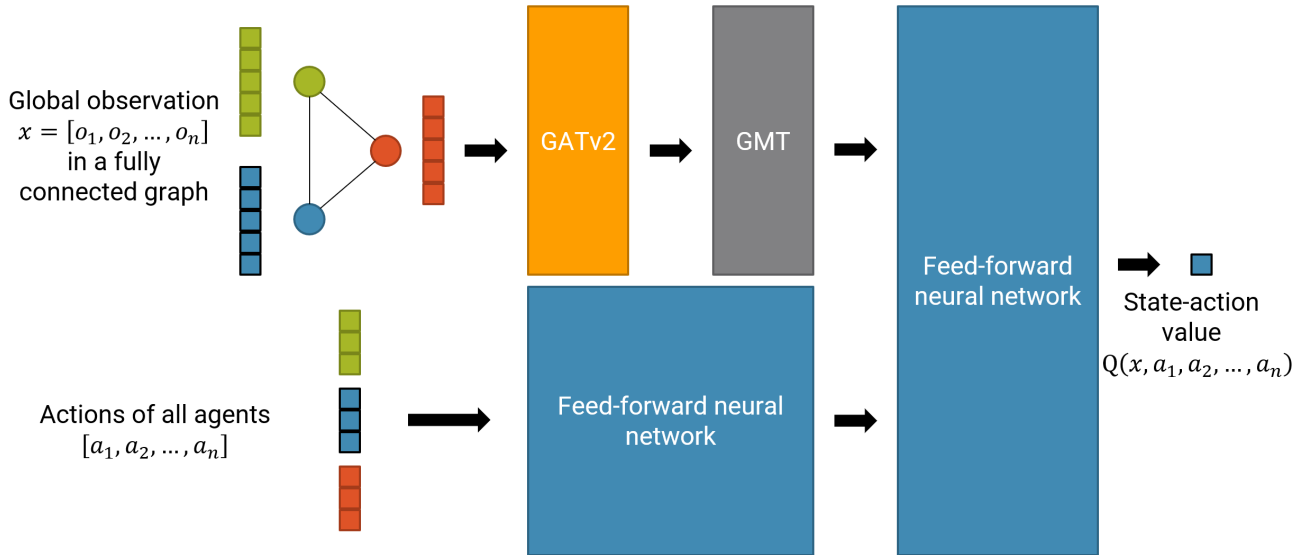 Global observation
𝑥 = [𝑜₁, 𝑜₂, …, 𝑜ₙ]
in a fully
connected graph
GATv2
GMT
Feed-forward
neural network
State-action
value
Q(𝑥, 𝑎₁, 𝑎₂, …, 𝑎ₙ)
Actions of all agents
[𝑎₁, 𝑎₂, …, 𝑎ₙ]
Feed-forward neural
network